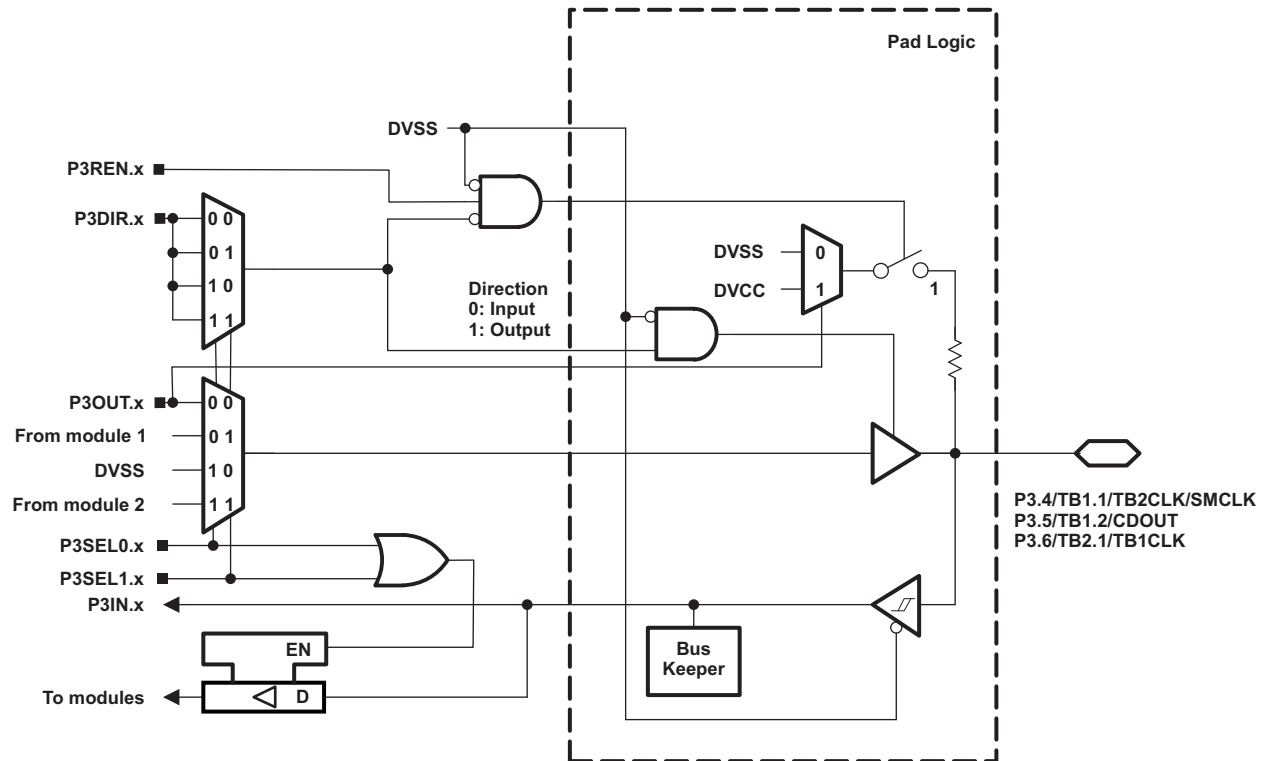 Pad Logic
DVSS
P3REN.x
P3DIR.x
0 0
0 1
1 0
1 1
DVSS
0
DVCC
1
1
Direction
0: Input
1: Output
P3OUT.x
0 0
From module 1
0 1
DVSS
1 0
From module 2
1 1
P3.4/TB1.1/TB2CLK/SMCLK
P3.5/TB1.2/CDOUT
P3.6/TB2.1/TB1CLK
P3SEL0.x
P3SEL1.x
P3IN.x
EN
Bus
Keeper
To modules
D